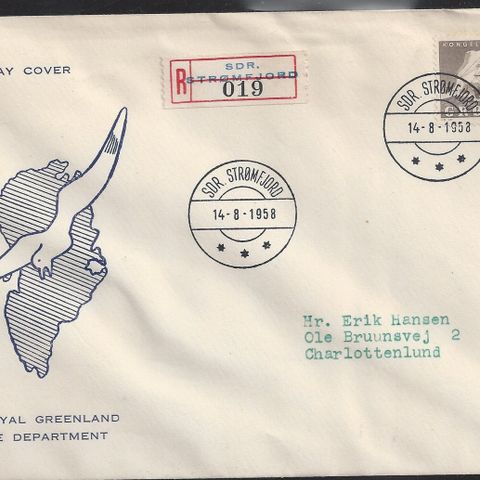 AY COVER
SDR.
STRØMFJORD
R 019
KONGEL
SDR. STRØMFJORD
14-8-1958
SDR. STRØMFJORD
14-8-1958
Mr. Erik Hansen
Ole Bruunsvej 2
Charlottenlund
YAL GREENLAND
E DEPARTMENT